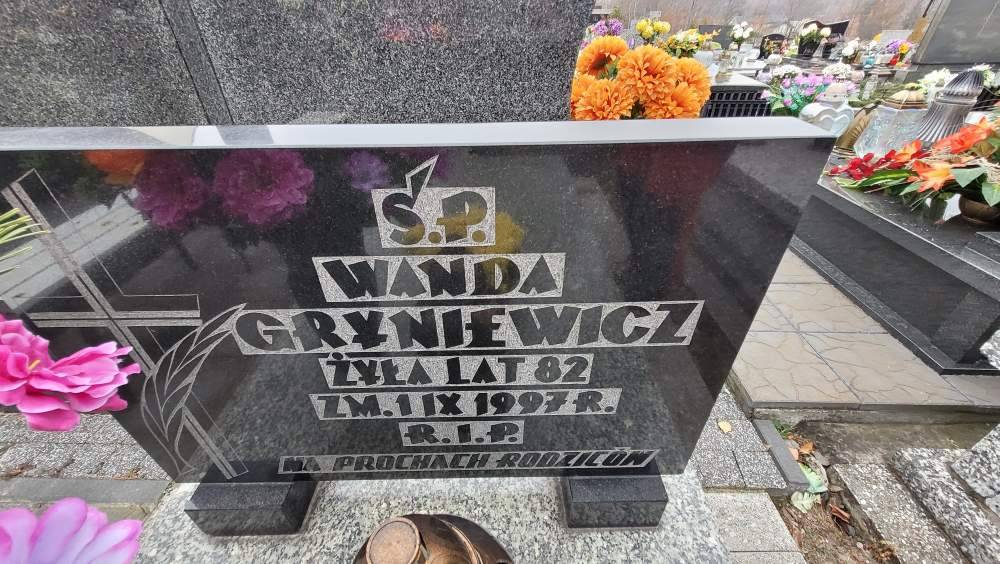 Ś.P.
WANDA
GRYNIEWICZ
ŻYŁA LAT 82
ZM. 1 IX 1997 R.
R.I.P.
NA PROCHACH RODZICÓW